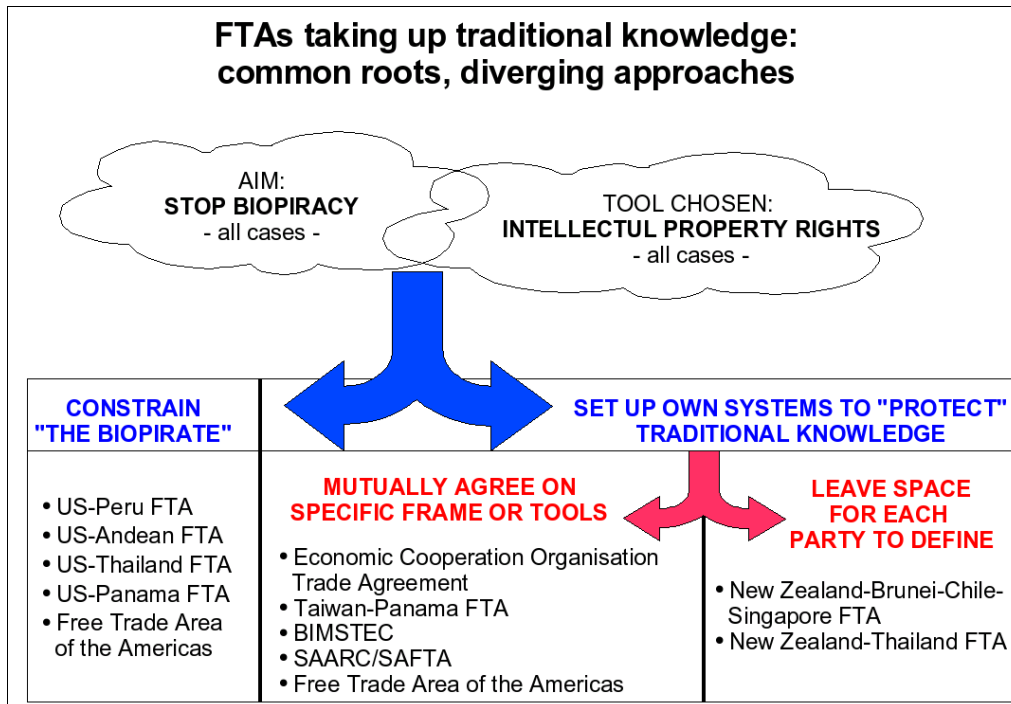 FTAs taking up traditional knowledge:
common roots, diverging approaches
AIM:
STOP BIOPIRACY
- all cases -
TOOL CHOSEN:
INTELLECTUL PROPERTY RIGHTS
- all cases -
CONSTRAIN
"THE BIOPIRATE"
SET UP OWN SYSTEMS TO "PROTECT"
TRADITIONAL KNOWLEDGE
• US-Peru FTA
• US-Andean FTA
• US-Thailand FTA
• US-Panama FTA
• Free Trade Area
of the Americas
MUTUALLY AGREE ON
SPECIFIC FRAME OR TOOLS
• Economic Cooperation Organisation
Trade Agreement
• Taiwan-Panama FTA
• BIMSTEC
• SAARC/SAFTA
• Free Trade Area of the Americas
LEAVE SPACE
FOR EACH
PARTY TO DEFINE
• New Zealand-Brunei-Chile-
Singapore FTA
• New Zealand-Thailand FTA